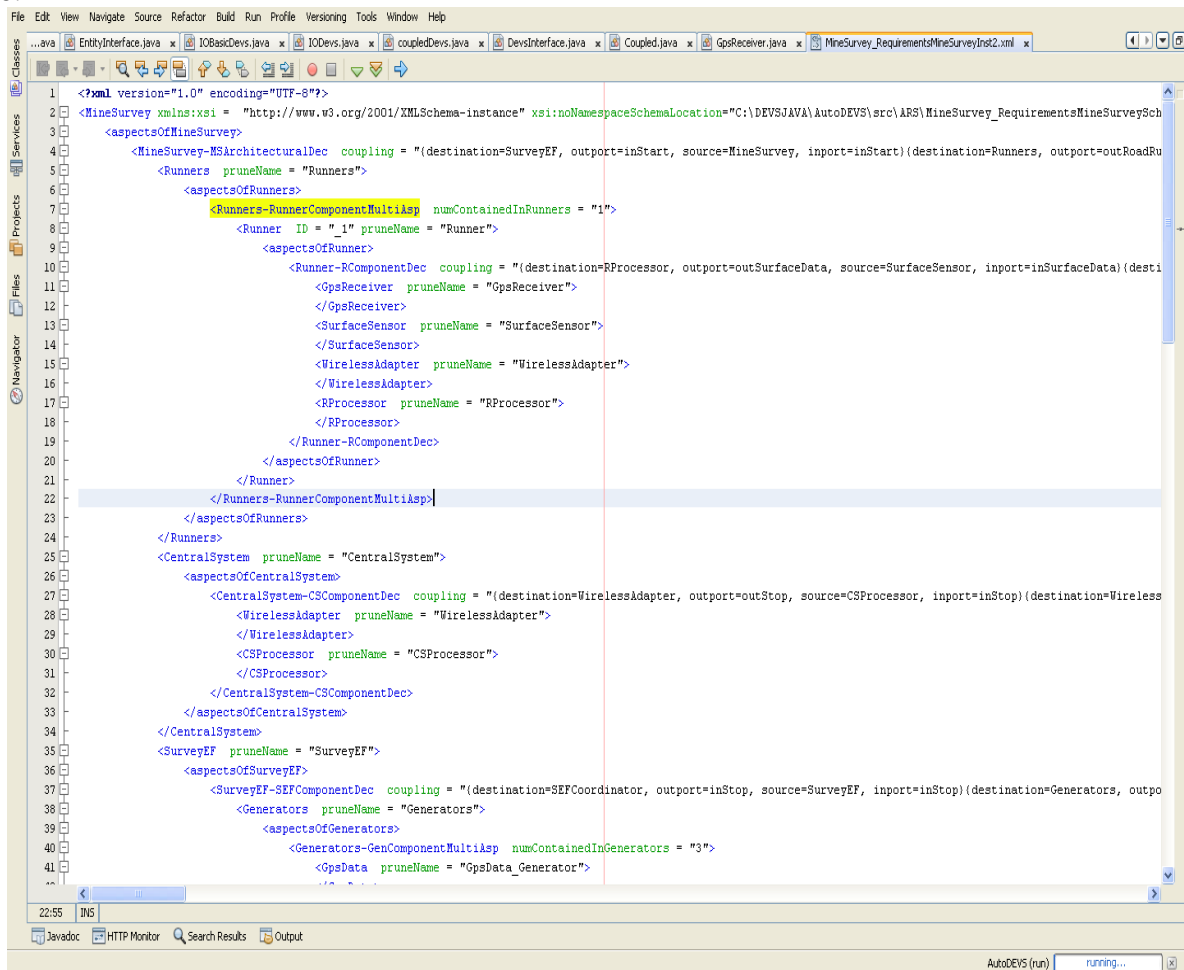 File Edit View Navigate Source Refactor Build Run Profile Versioning Tools Window Help
...ava EntityInterface.java x IOBasicDevs.java x IODevs.java x coupledDevs.java x DevsInterface.java x Coupled.java x GpsReceiver.java x MineSurvey_RequirementsMineSurveyInst2.xml x
Classes
Services
Projects
Files
Navigator
1 <?xml version="1.0" encoding="UTF-8"?>
2 <MineSurvey xmlns:xsi = "http://www.w3.org/2001/XMLSchema-instance" xsi:noNamespaceSchemaLocation="C:\DEVSJAVA\AutoDEVS\src\ARS\MineSurvey_RequirementsMineSurveySch
3 <aspectsOfMineSurvey>
4 <MineSurvey-MSArchitecturalDec coupling = "(destination=SurveyEF, outport=inStart, source=MineSurvey, inport=inStart)(destination=Runners, outport=outRoadRu
5 <Runners pruneName = "Runners">
6 <aspectsOfRunners>
7 <Runners-RunnerComponentMultiAsp numContainedInRunners = "1">
8 <Runner ID = "_1" pruneName = "Runner">
9 <aspectsOfRunner>
10 <Runner-RComponentDec coupling = "(destination=RProcessor, outport=outSurfaceData, source=SurfaceSensor, inport=inSurfaceData)(desti
11 <GpsReceiver pruneName = "GpsReceiver">
12 </GpsReceiver>
13 <SurfaceSensor pruneName = "SurfaceSensor">
14 </SurfaceSensor>
15 <WirelessAdapter pruneName = "WirelessAdapter">
16 </WirelessAdapter>
17 <RProcessor pruneName = "RProcessor">
18 </RProcessor>
19 </Runner-RComponentDec>
20 </aspectsOfRunner>
21 </Runner>
22 </Runners-RunnerComponentMultiAsp>
23 </aspectsOfRunners>
24 </Runners>
25 <CentralSystem pruneName = "CentralSystem">
26 <aspectsOfCentralSystem>
27 <CentralSystem-CSComponentDec coupling = "(destination=WirelessAdapter, outport=outStop, source=CSProcessor, inport=inStop)(destination=Wireless
28 <WirelessAdapter pruneName = "WirelessAdapter">
29 </WirelessAdapter>
30 <CSProcessor pruneName = "CSProcessor">
31 </CSProcessor>
32 </CentralSystem-CSComponentDec>
33 </aspectsOfCentralSystem>
34 </CentralSystem>
35 <SurveyEF pruneName = "SurveyEF">
36 <aspectsOfSurveyEF>
37 <SurveyEF-SEFComponentDec coupling = "(destination=SEFCoordinator, outport=inStop, source=SurveyEF, inport=inStop)(destination=Generators, outpo
38 <Generators pruneName = "Generators">
39 <aspectsOfGenerators>
40 <Generators-GenComponentMultiAsp numContainedInGenerators = "3">
41 <GpsData pruneName = "GpsData_Generator">
22:55 INS
Javadoc HTTP Monitor Search Results Output
AutoDEVS (run) running...